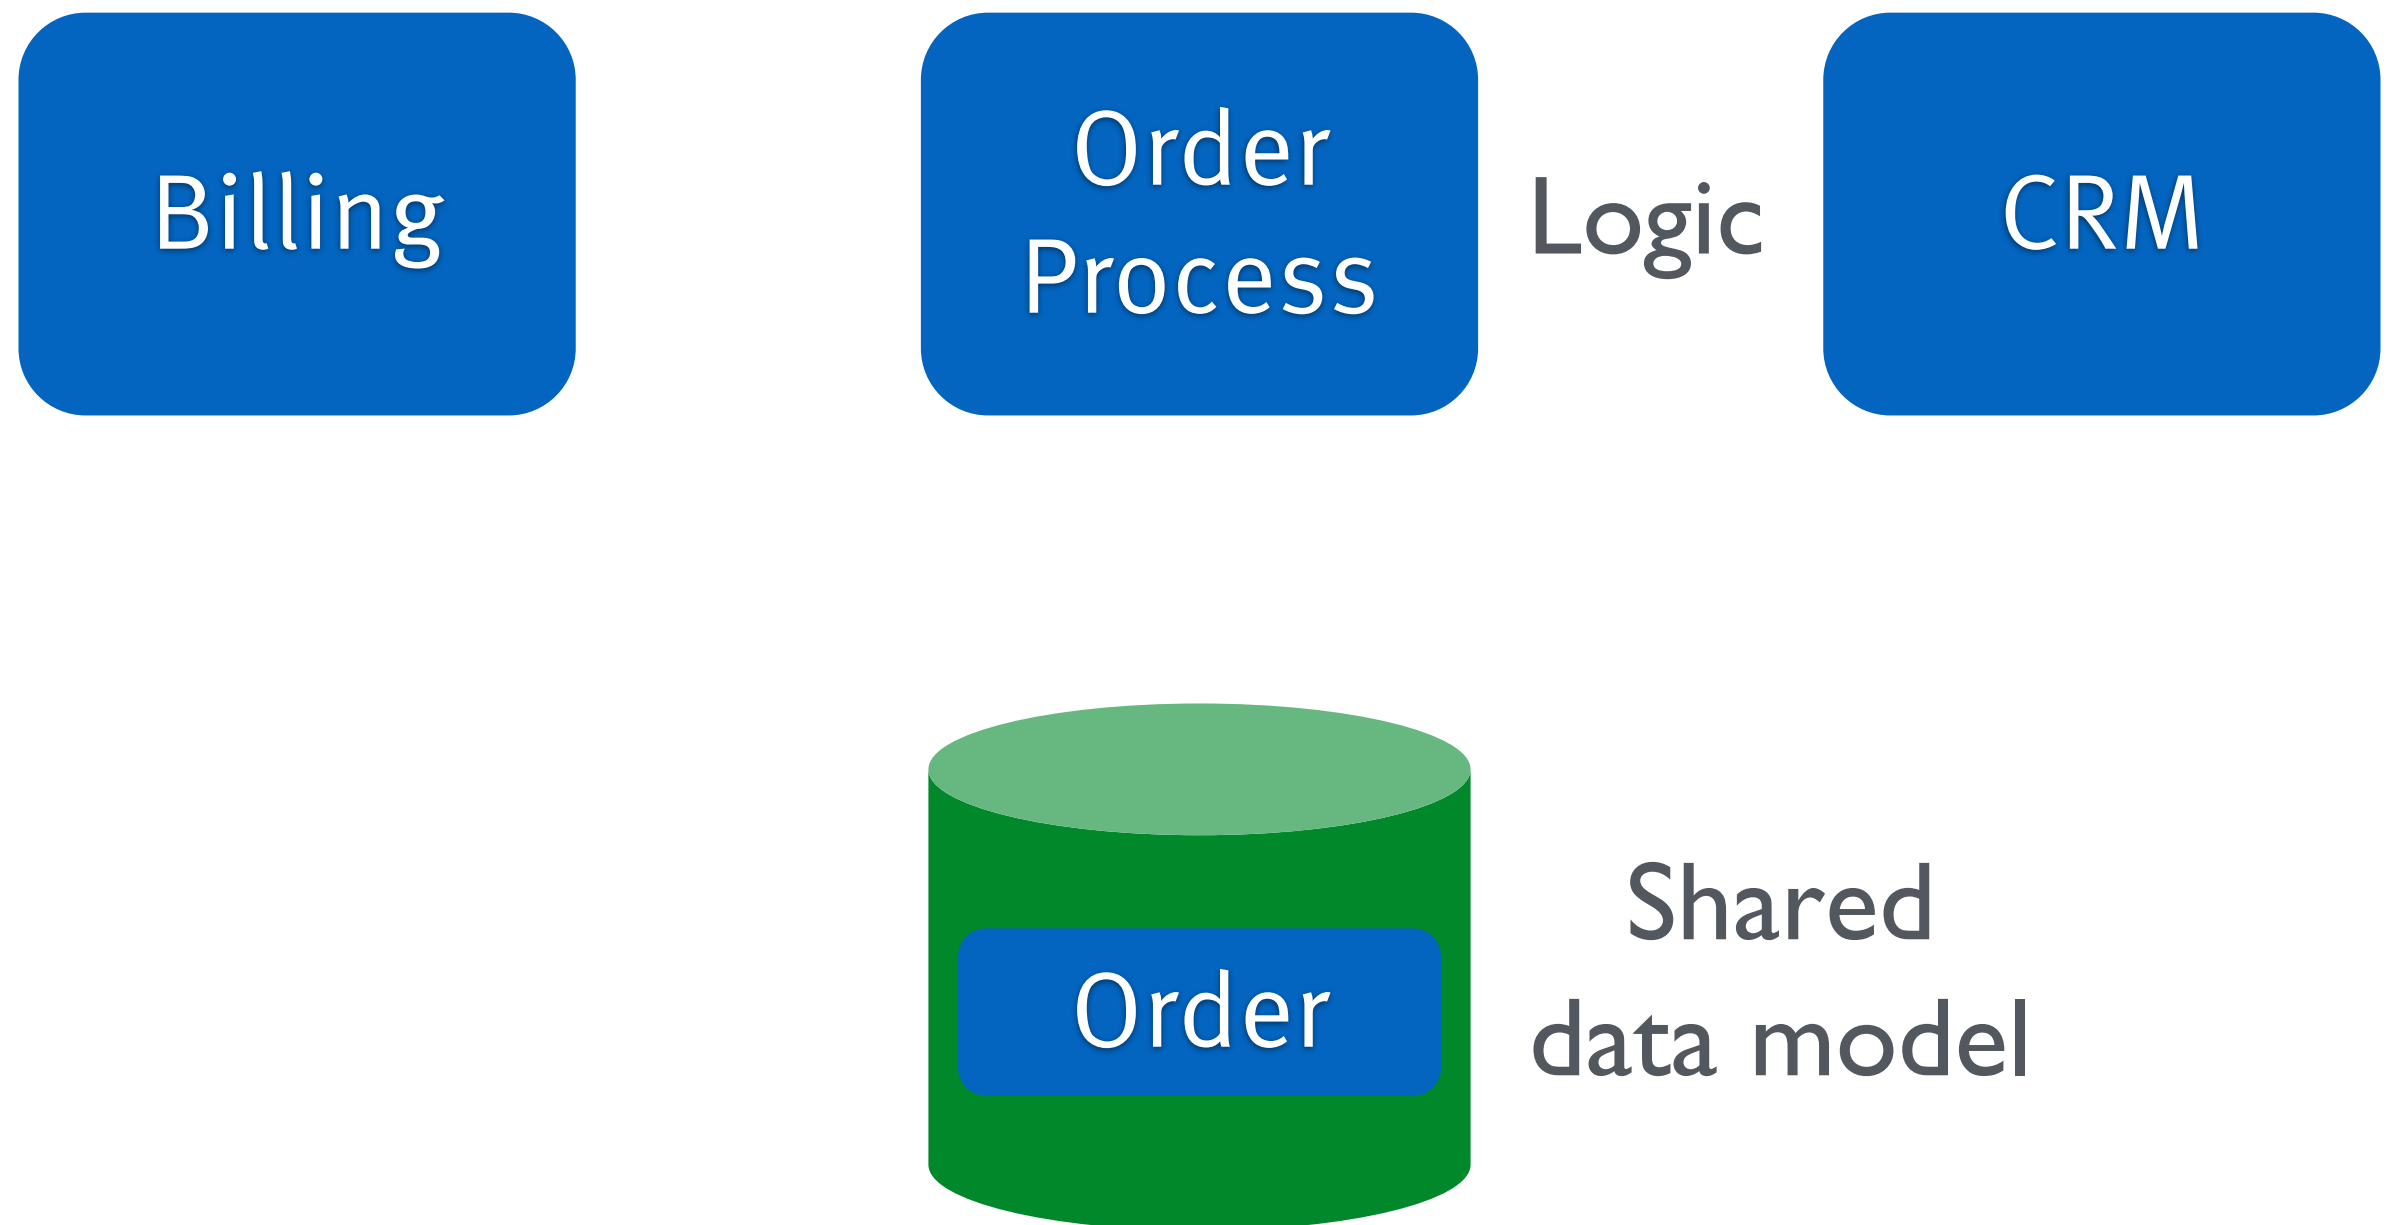 Billing
Order
Process
Logic
CRM
Order
Shared
data model